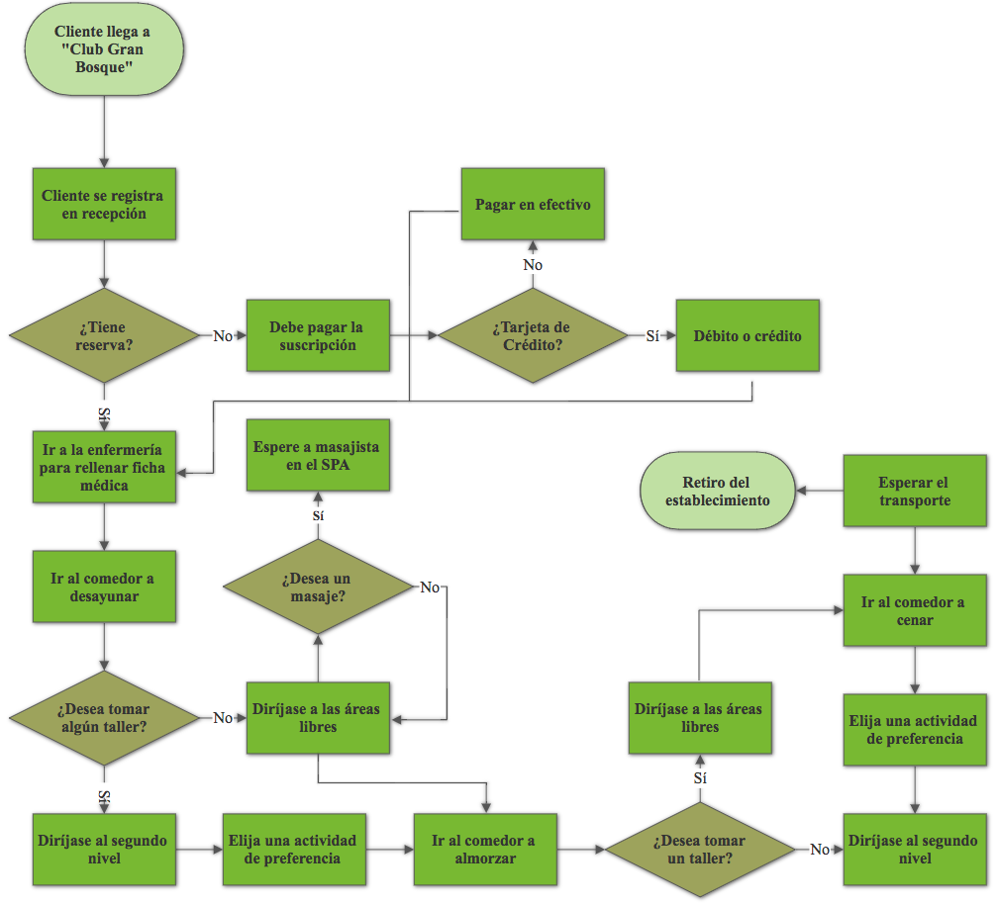 Cliente llega a
"Club Gran
Bosque"
Cliente se registra
en recepción
Pagar en efectivo
No
¿Tiene
reserva?
No
Debe pagar la
suscripción
¿Tarjeta de
Crédito?
Sí
Débito o crédito
Sí
Ir a la enfermería
para rellenar ficha
médica
Espere a masajista
en el SPA
Sí
Retiro del
establecimiento
Esperar el
transporte
Ir al comedor a
desayunar
¿Desea un
masaje?
No
Ir al comedor a
cenar
¿Desea tomar
algún taller?
No
Diríjase a las áreas
libres
Diríjase a las áreas
libres
Elija una actividad
de preferencia
Sí
Sí
Diríjase al segundo
nivel
Elija una actividad
de preferencia
Ir al comedor a
almorzar
¿Desea tomar
un taller?
No
Diríjase al segundo
nivel